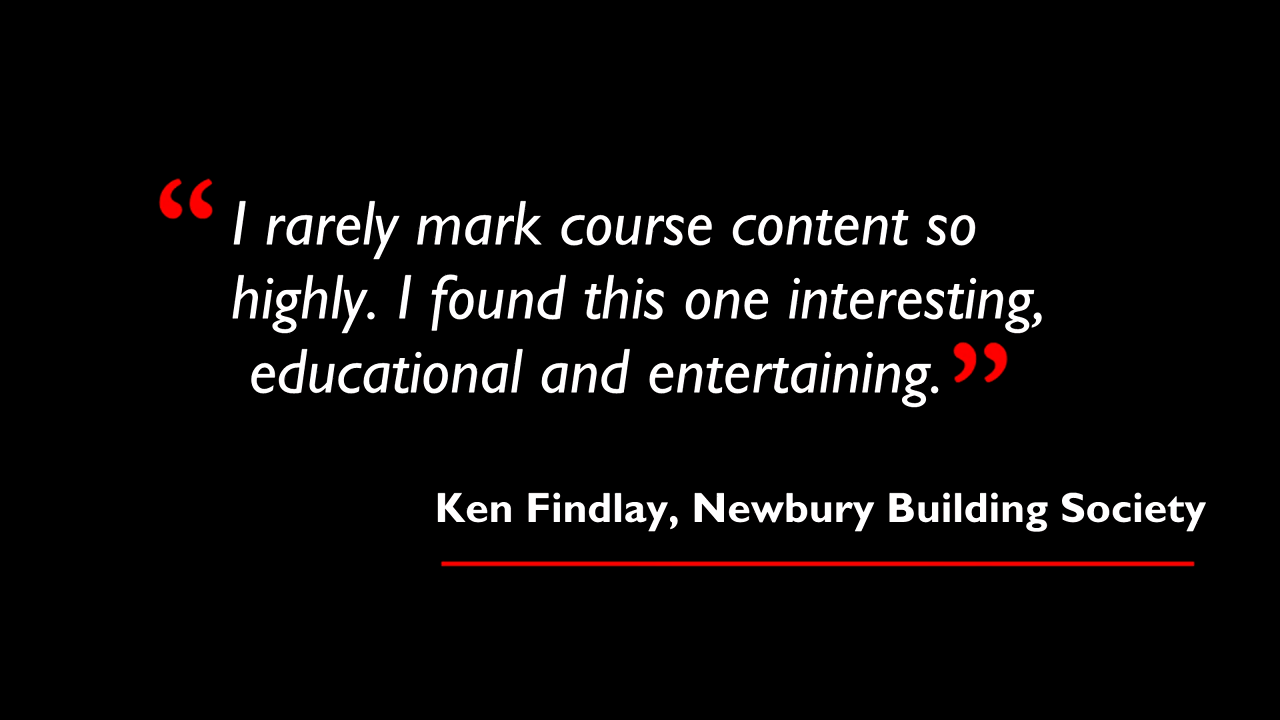 “ I rarely mark course content so
highly. I found this one interesting,
educational and entertaining. ”
Ken Findlay, Newbury Building Society